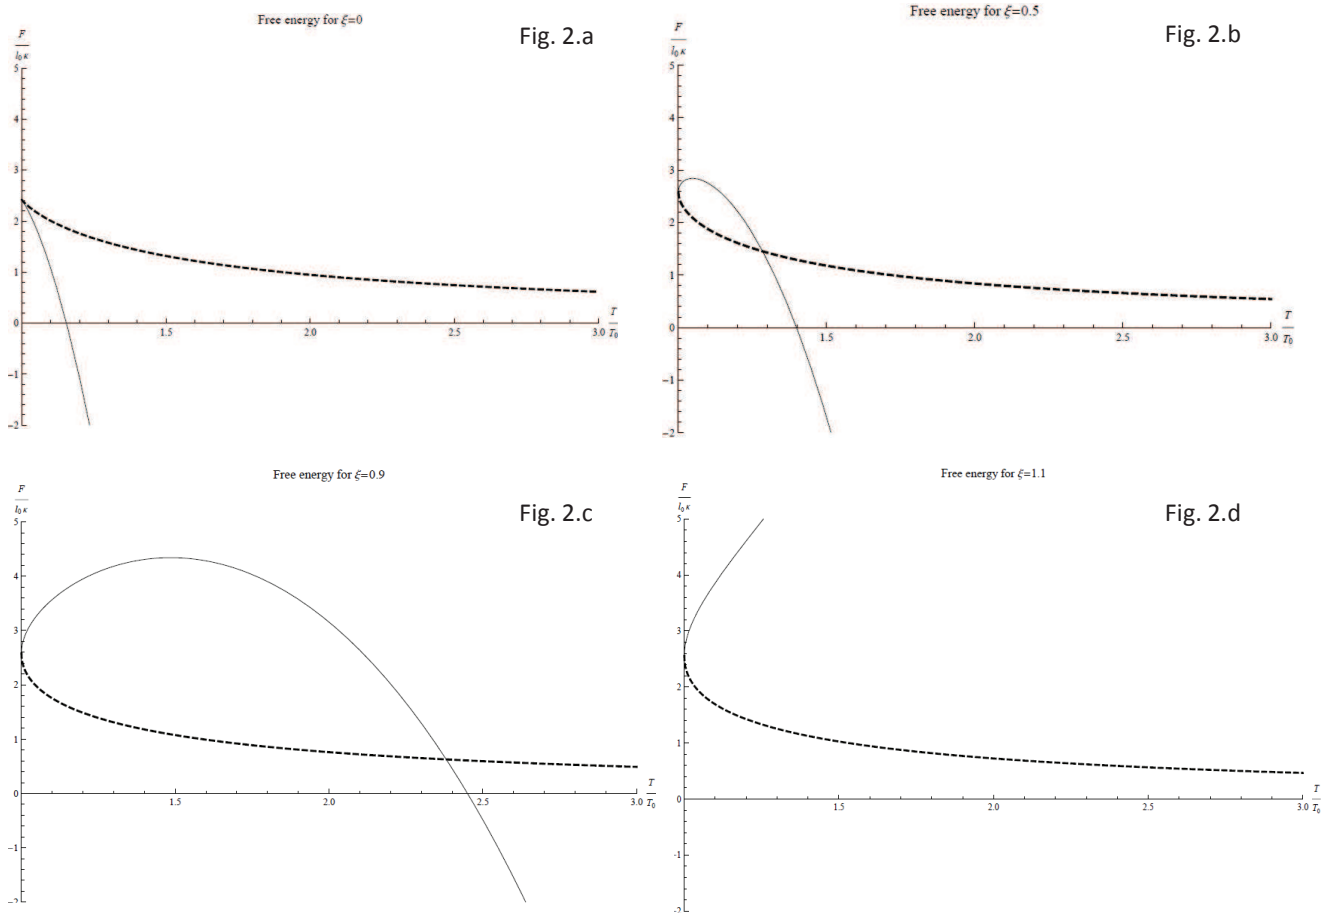 Free energy for ξ=0
Fig. 2.a
F
l₀ κ
5
4
3
2
1
0
−1
−2
1.5
2.0
2.5
3.0
T
T₀
Free energy for ξ=0.5
Fig. 2.b
F
l₀ κ
5
4
3
2
1
0
−1
−2
1.5
2.0
2.5
3.0
T
T₀
Free energy for ξ=0.9
Fig. 2.c
F
l₀ κ
5
4
3
2
1
0
−1
−2
1.5
2.0
2.5
3.0
T
T₀
Free energy for ξ=1.1
Fig. 2.d
F
l₀ κ
5
4
3
2
1
0
-1
-2
1.5
2.0
2.5
3.0
T
T₀